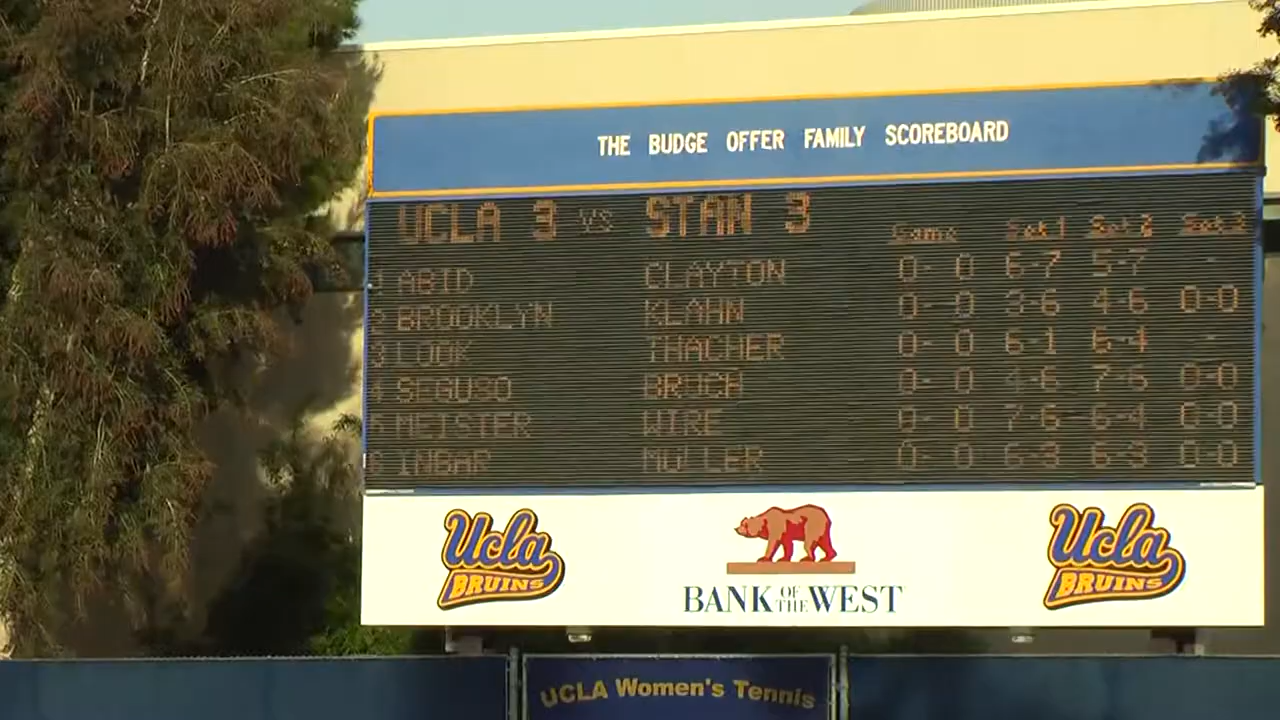 THE BUDGE OFFER FAMILY SCOREBOARD
UCLA 3 VS STAN 3
Game Set 1 Set 2 Set 3
1 ABID CLAYTON 0- 0 6-7 5-7 -
2 BROOKLYN KLAHN 0- 0 3-6 4-6 0-0
3 LOOK THACHER 0- 0 6-1 6-4 -
4 SEGUSO BRUCH 0- 0 4-6 7-6 0-0
5 MEISTER WIRE 0- 0 7-6 6-4 0-0
6 INBAR 0- 0 6-3 6-3 0-0
Ucla BRUINS
BANK OF THE WEST
Ucla BRUINS
UCLA Women's Tennis